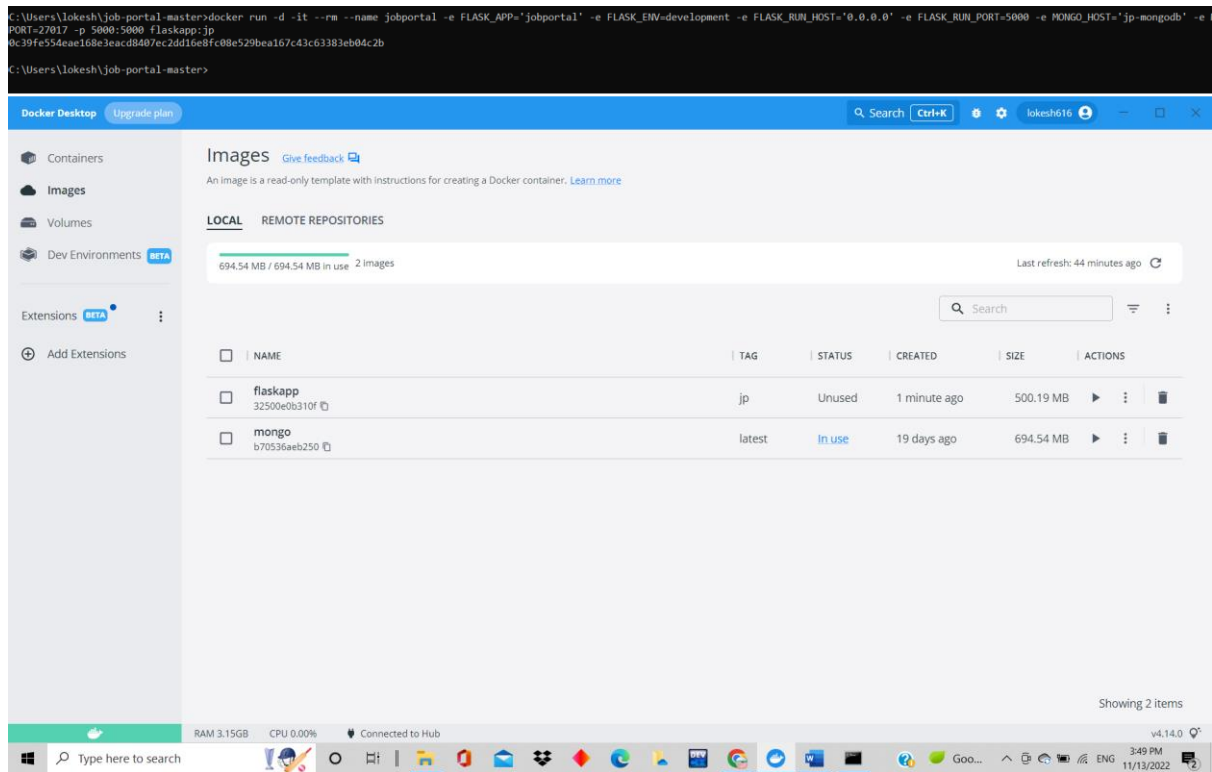 C:\Users\lokesh\job-portal-master>docker run -d -it --rm --name jobportal -e FLASK_APP='jobportal' -e FLASK_ENV=development -e FLASK_RUN_HOST='0.0.0.0' -e FLASK_RUN_PORT=5000 -e MONGO_HOST='jp-mongodb' -e
PORT=27017 -p 5000:5000 flaskapp:jp
0c39fe554eae168e3eacd8407ec2dd16e8fc08e529bea167c43c63383eb04c2b
C:\Users\lokesh\job-portal-master>
Docker Desktop Upgrade plan Search Ctrl+K lokesh616
Containers
Images
Volumes
Dev Environments BETA
Extensions BETA
Add Extensions
Images Give feedback
An image is a read-only template with instructions for creating a Docker container. Learn more
LOCAL REMOTE REPOSITORIES
694.54 MB / 694.54 MB in use 2 images Last refresh: 44 minutes ago
Search
NAME TAG STATUS CREATED SIZE ACTIONS
flaskapp jp Unused 1 minute ago 500.19 MB
32500e0b310f
mongo latest In use 19 days ago 694.54 MB
b70536aeb250
Showing 2 items
RAM 3.15GB CPU 0.00% Connected to Hub v4.14.0
Type here to search Goo... ENG 3:49 PM
11/13/2022